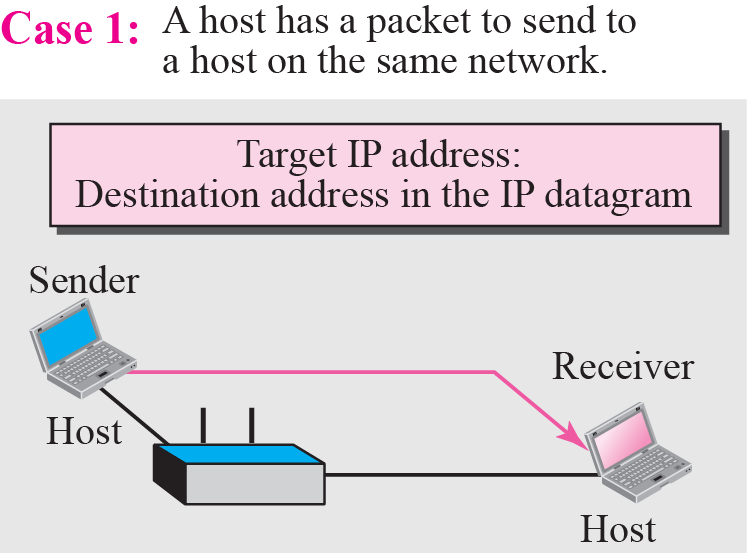 Case 1: A host has a packet to send to
a host on the same network.
Target IP address:
Destination address in the IP datagram
Sender
Receiver
Host
Host